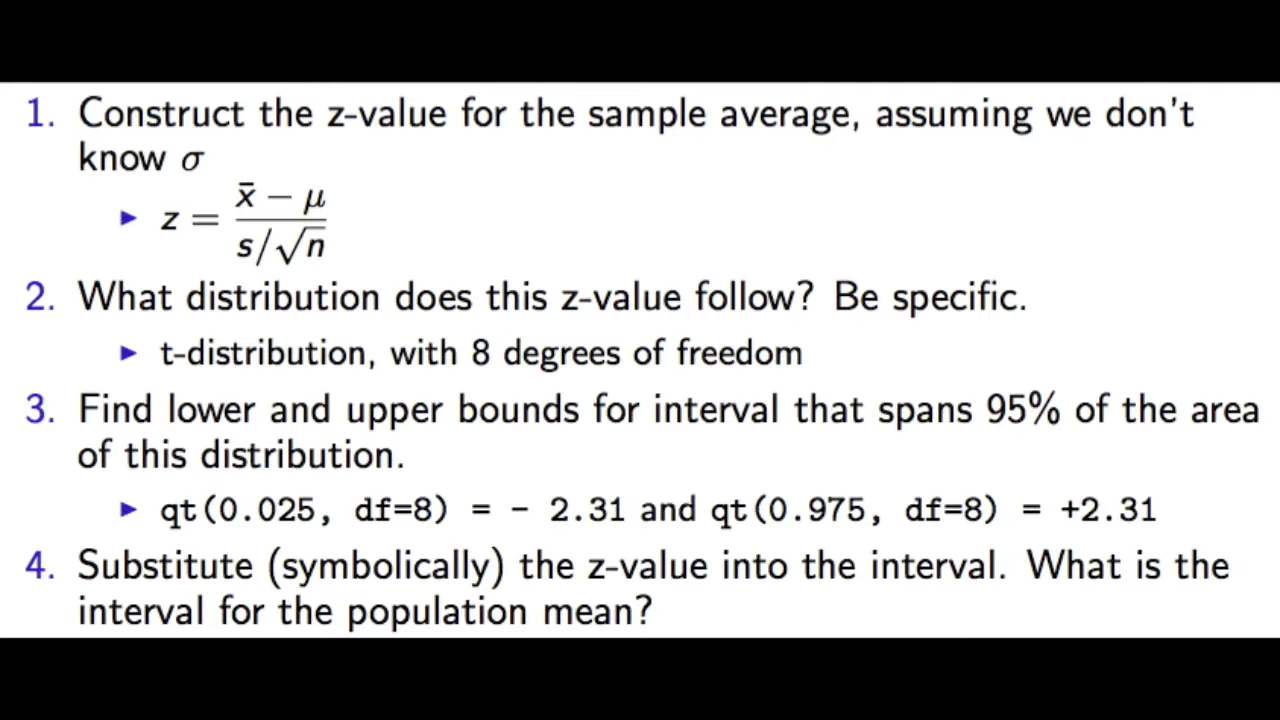 1. Construct the z-value for the sample average, assuming we don't
know σ
▶ z = (x̄ − μ) / (s/√n)
2. What distribution does this z-value follow? Be specific.
▶ t-distribution, with 8 degrees of freedom
3. Find lower and upper bounds for interval that spans 95% of the area
of this distribution.
▶ qt(0.025, df=8) = - 2.31 and qt(0.975, df=8) = +2.31
4. Substitute (symbolically) the z-value into the interval. What is the
interval for the population mean?